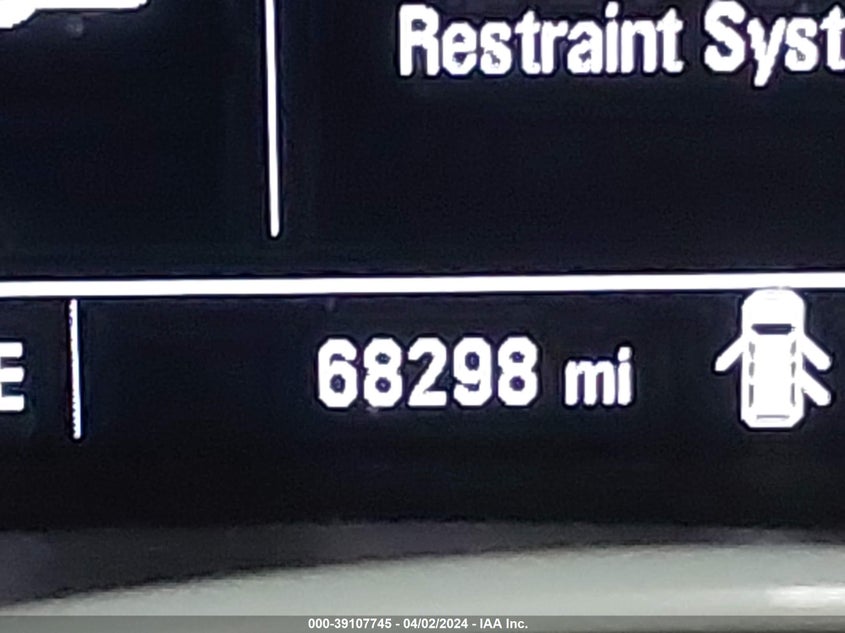 Restraint Syst
E
68298 mi
000-39107745 - 04/02/2024 - IAA Inc.